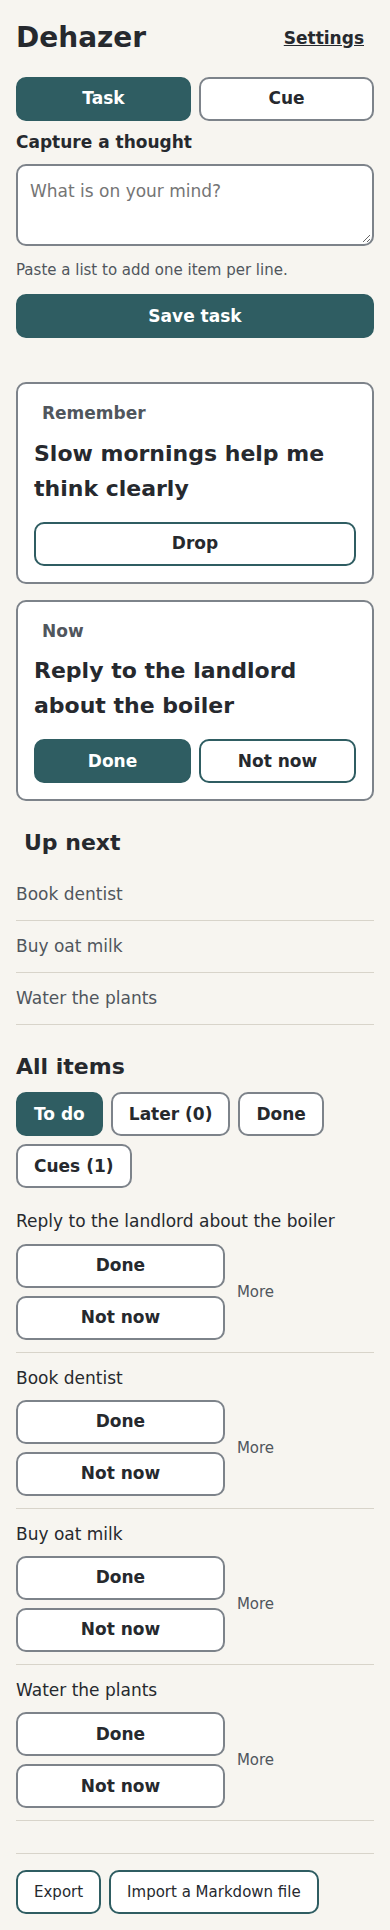 Dehazer
Settings
Task
Cue
Capture a thought
What is on your mind?
Paste a list to add one item per line.
Save task
Remember
Slow mornings help me
think clearly
Drop
Now
Reply to the landlord
about the boiler
Done
Not now
Up next
Book dentist
Buy oat milk
Water the plants
All items
To do
Later (0)
Done
Cues (1)
Reply to the landlord about the boiler
Done
More
Not now
Book dentist
Done
More
Not now
Buy oat milk
Done
More
Not now
Water the plants
Done
More
Not now
Export
Import a Markdown file